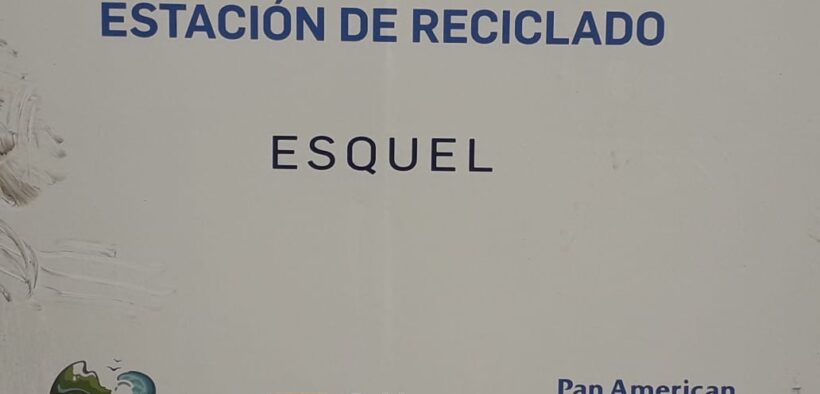 ESTACIÓN DE RECICLADO
ESQUEL
Pan American